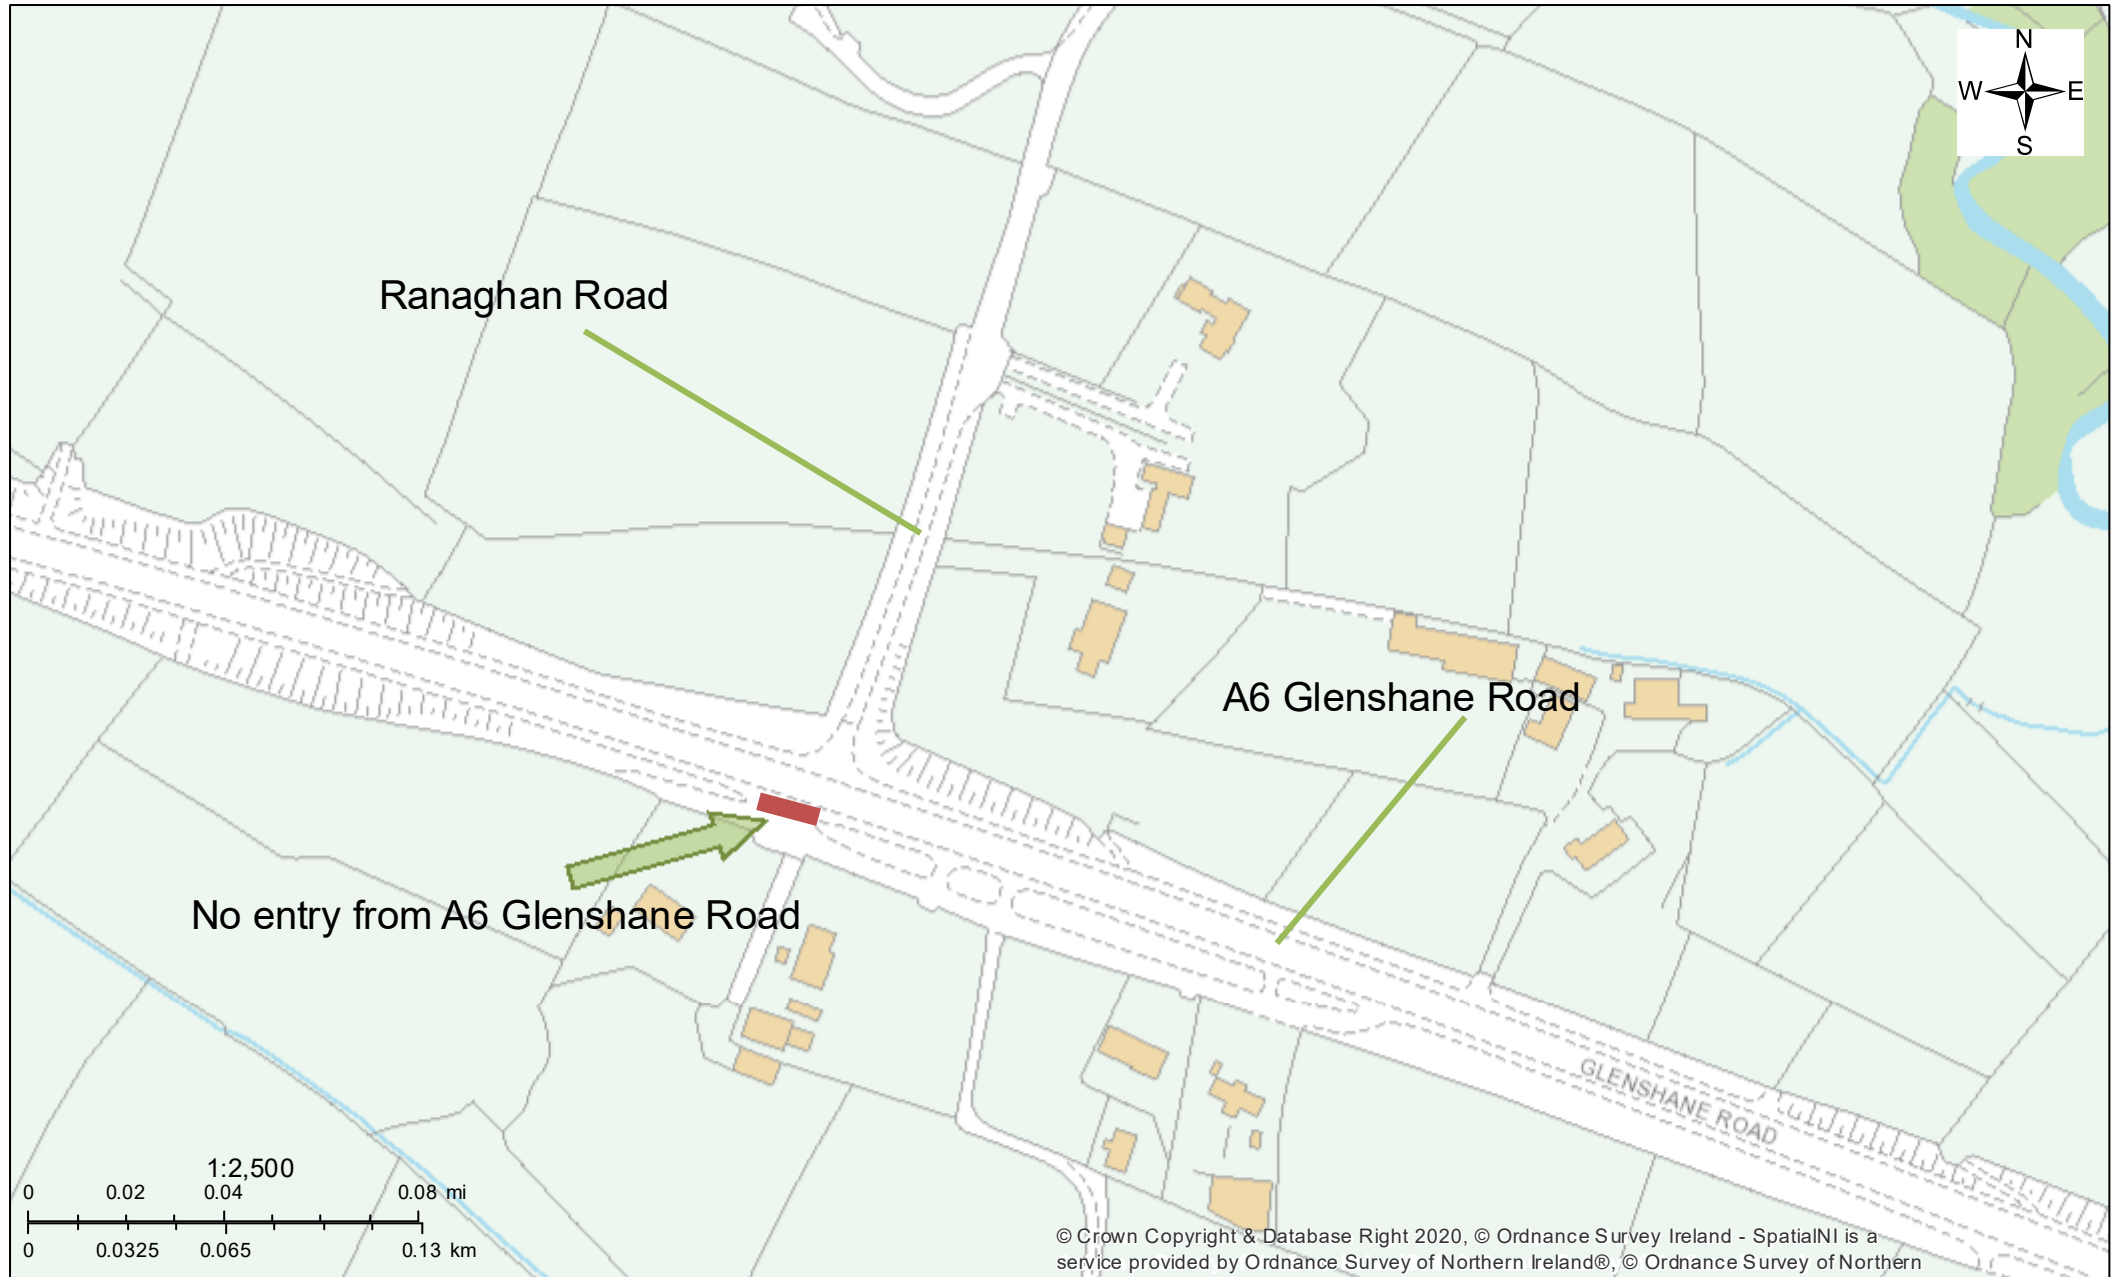 N
W E
S
Ranaghan Road
A6 Glenshane Road
No entry from A6 Glenshane Road
GLENSHANE ROAD
1:2,500
0 0.02 0.04 0.08 mi
0 0.0325 0.065 0.13 km
© Crown Copyright & Database Right 2020, © Ordnance Survey Ireland - SpatialNI is a
service provided by Ordnance Survey of Northern Ireland®, © Ordnance Survey of Northern